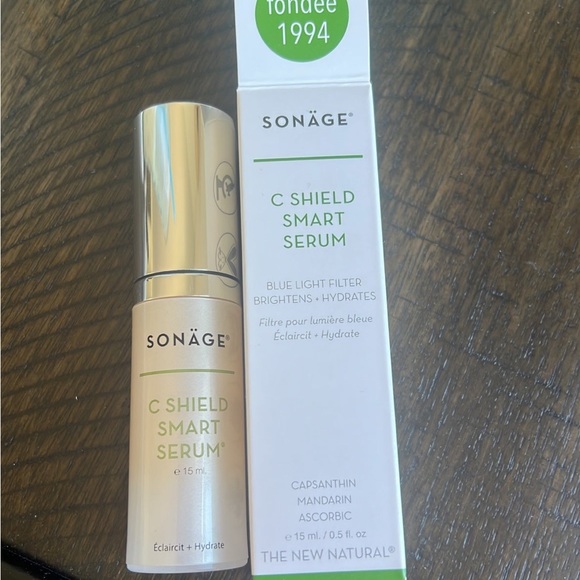 SONÄGE®
C SHIELD
SMART
SERUM®
℮ 15 ml.
Éclaircit + Hydrate
fondée
1994
SONÄGE®
C SHIELD
SMART
SERUM
BLUE LIGHT FILTER
BRIGHTENS + HYDRATES
Filtre pour lumière bleue
Éclaircit + Hydrate
CAPSANTHIN
MANDARIN
ASCORBIC
℮ 15 ml. / 0.5 fl. oz
THE NEW NATURAL®